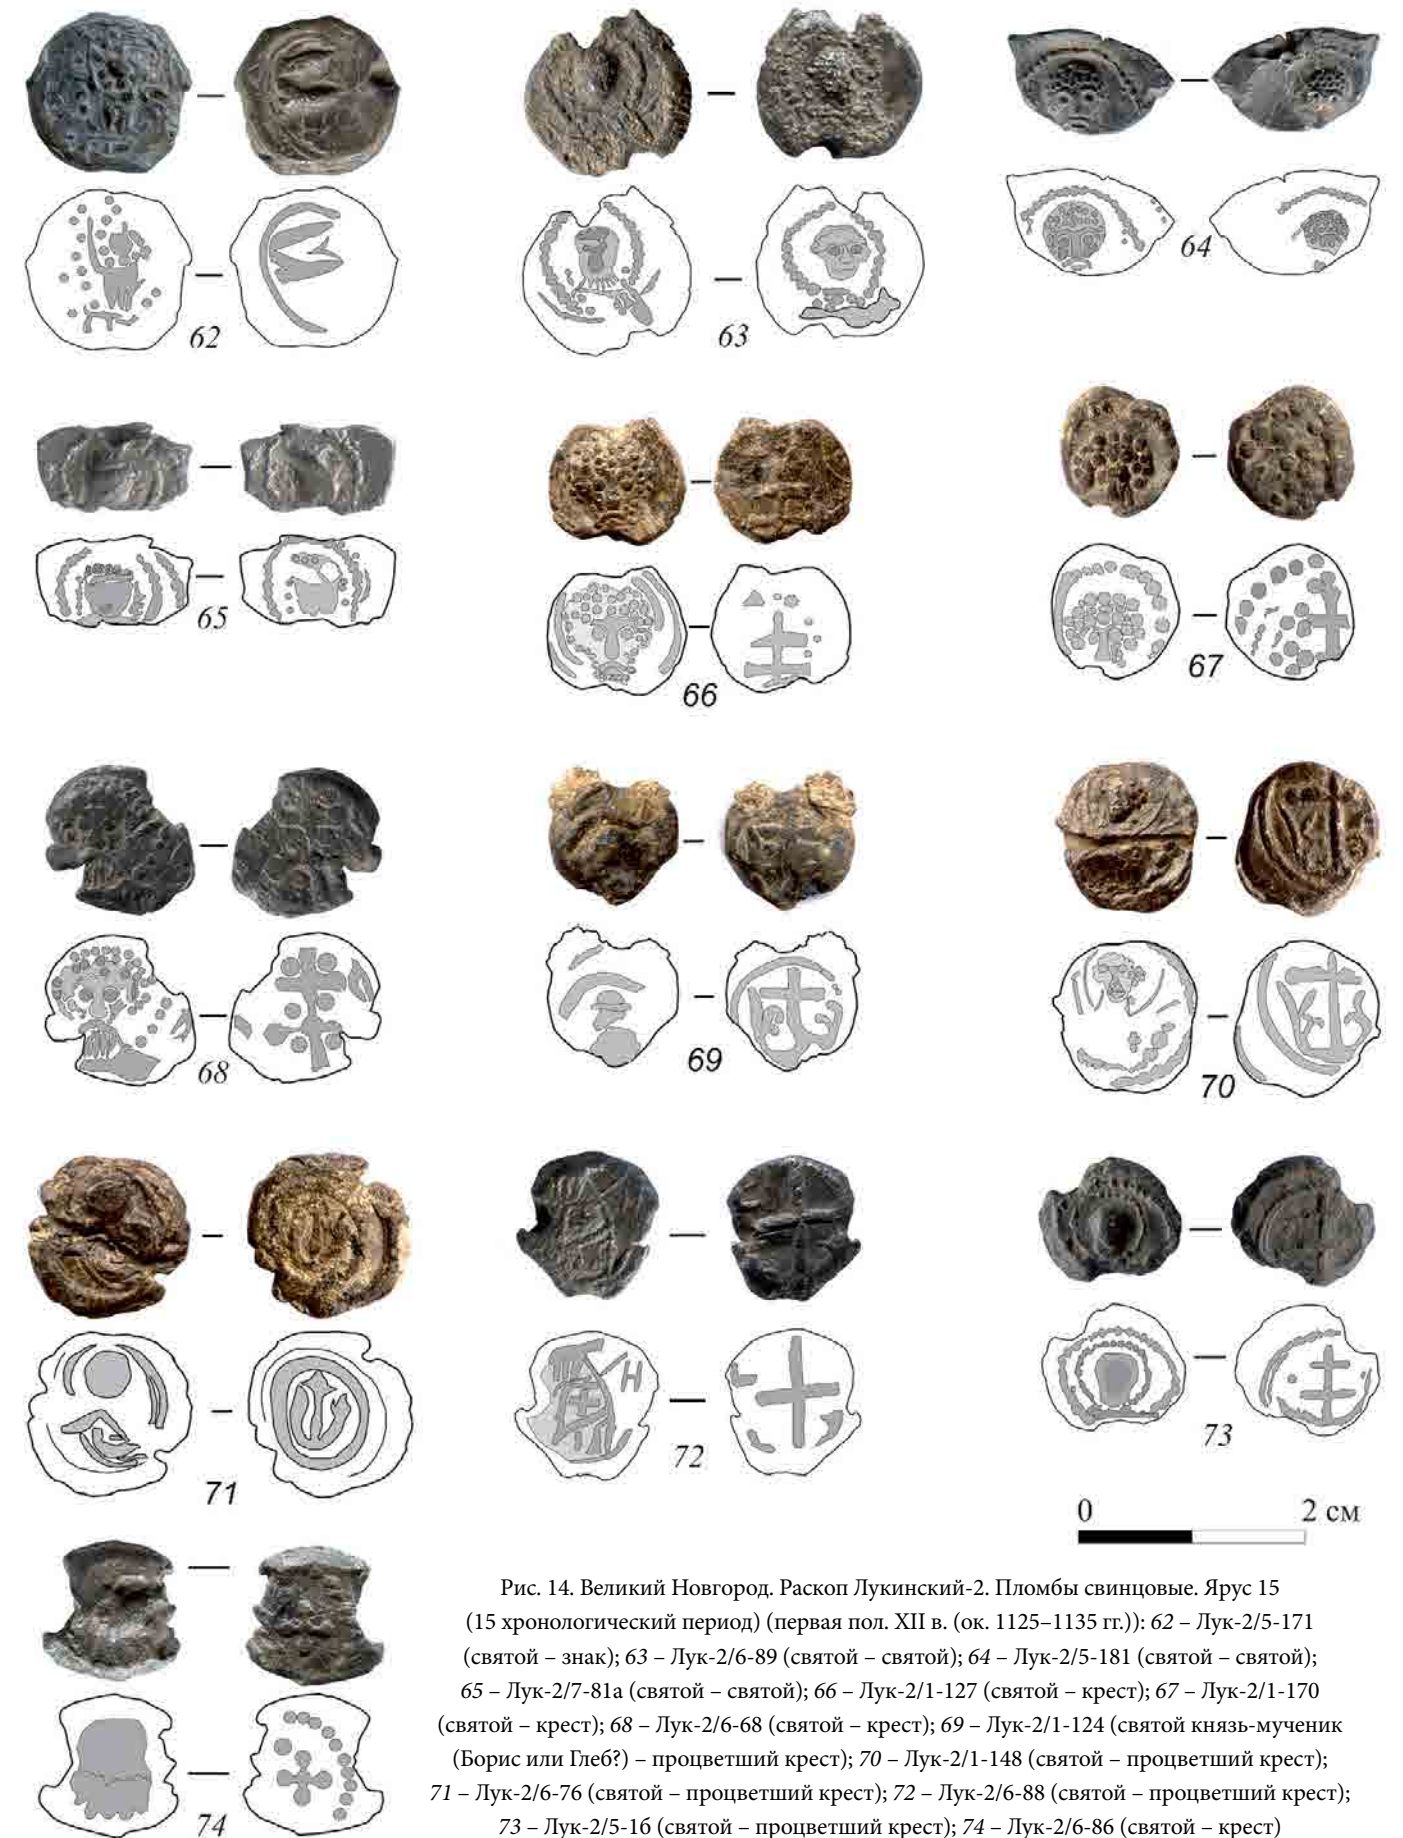 62
63
64
65
66
67
68
69
70
71
Н
72
73
0 2 см
74
Рис. 14. Великий Новгород. Раскоп Лукинский-2. Пломбы свинцовые. Ярус 15
(15 хронологический период) (первая пол. XII в. (ок. 1125–1135 гг.)): 62 – Лук-2/5-171
(святой – знак); 63 – Лук-2/6-89 (святой – святой); 64 – Лук-2/5-181 (святой – святой);
65 – Лук-2/7-81а (святой – святой); 66 – Лук-2/1-127 (святой – крест); 67 – Лук-2/1-170
(святой – крест); 68 – Лук-2/6-68 (святой – крест); 69 – Лук-2/1-124 (святой князь-мученик
(Борис или Глеб?) – процветший крест); 70 – Лук-2/1-148 (святой – процветший крест);
71 – Лук-2/6-76 (святой – процветший крест); 72 – Лук-2/6-88 (святой – процветший крест);
73 – Лук-2/5-1б (святой – процветший крест); 74 – Лук-2/6-86 (святой – крест)